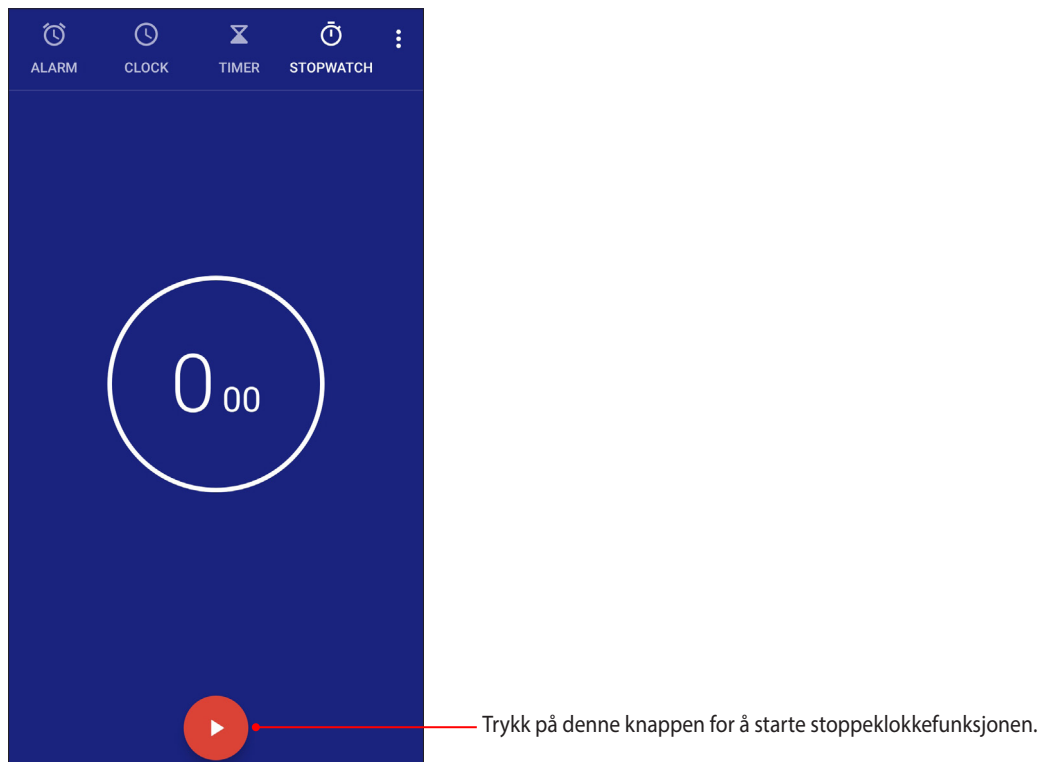 ALARM CLOCK TIMER STOPWATCH
0 00
Trykk på denne knappen for å starte stoppeklokkefunksjonen.